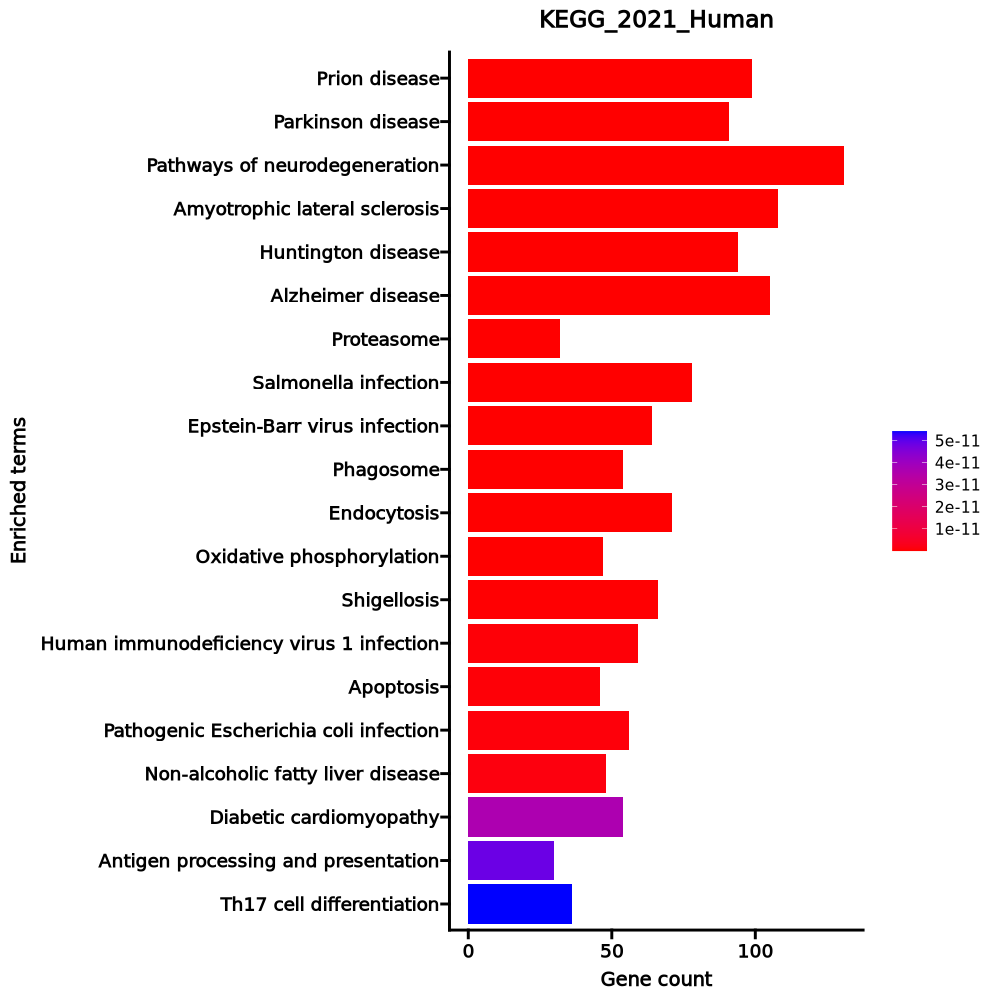 KEGG_2021_Human
Prion disease
Parkinson disease
Pathways of neurodegeneration
Amyotrophic lateral sclerosis
Huntington disease
Alzheimer disease
Proteasome
Salmonella infection
Epstein-Barr virus infection
Phagosome
Endocytosis
Oxidative phosphorylation
Shigellosis
Human immunodeficiency virus 1 infection
Apoptosis
Pathogenic Escherichia coli infection
Non-alcoholic fatty liver disease
Diabetic cardiomyopathy
Antigen processing and presentation
Th17 cell differentiation
Enriched terms
0 50 100
Gene count
5e-11
4e-11
3e-11
2e-11
1e-11